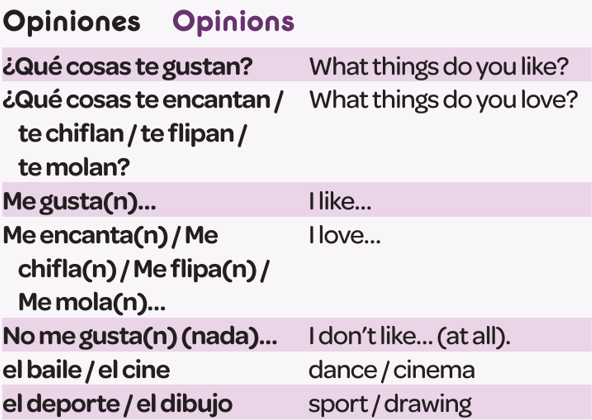 Opiniones Opinions
¿Qué cosas te gustan? What things do you like?
¿Qué cosas te encantan / What things do you love?
te chiflan / te flipan /
te molan?
Me gusta(n)... I like...
Me encanta(n) / Me I love...
chifla(n) / Me flipa(n) /
Me mola(n)...
No me gusta(n) (nada)... I don't like... (at all).
el baile / el cine dance / cinema
el deporte / el dibujo sport / drawing